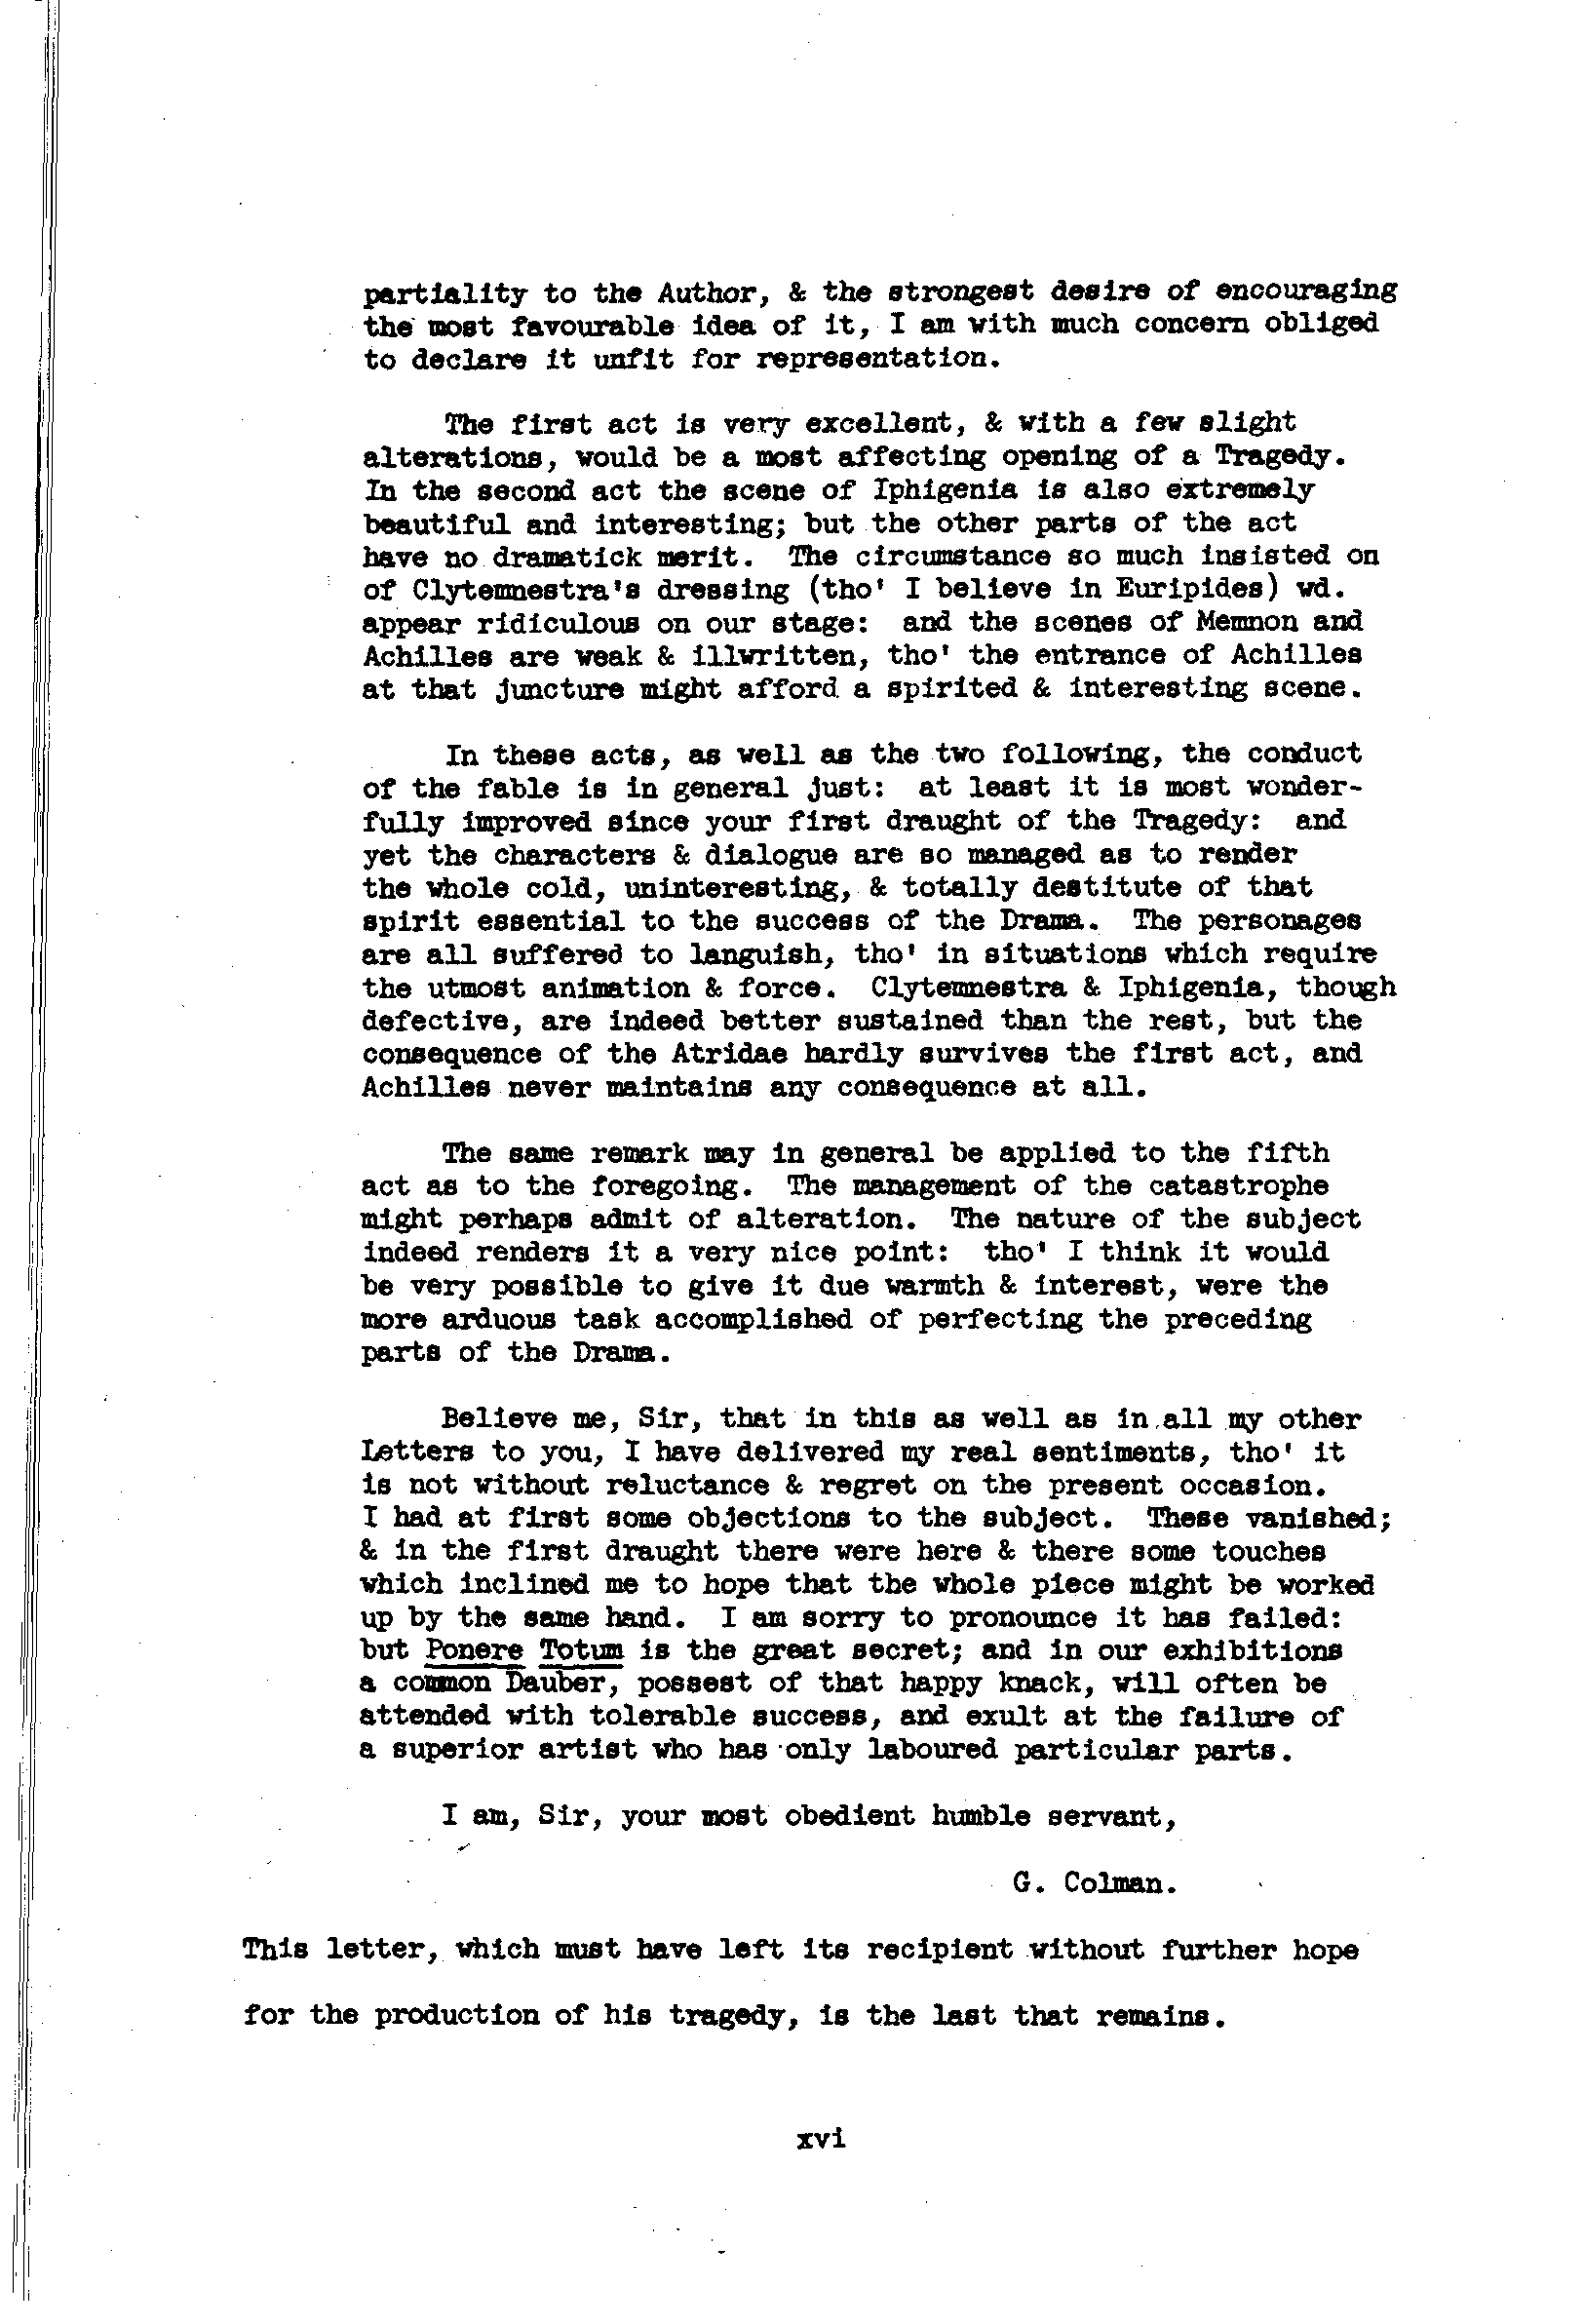 partiality to the Author, & the strongest desire of encouraging
the most favourable idea of it, I am with much concern obliged
to declare it unfit for representation.
The first act is very excellent, & with a few slight
alterations, would be a most affecting opening of a Tragedy.
In the second act the scene of Iphigenia is also extremely
beautiful and interesting; but the other parts of the act
have no dramatick merit. The circumstance so much insisted on
of Clytemnestra's dressing (tho' I believe in Euripides) wd.
appear ridiculous on our stage: and the scenes of Memnon and
Achilles are weak & illwritten, tho' the entrance of Achilles
at that juncture might afford a spirited & interesting scene.
In these acts, as well as the two following, the conduct
of the fable is in general just: at least it is most wonder-
fully improved since your first draught of the Tragedy: and
yet the characters & dialogue are so managed as to render
the whole cold, uninteresting, & totally destitute of that
spirit essential to the success of the Drama. The personages
are all suffered to languish, tho' in situations which require
the utmost animation & force. Clytemnestra & Iphigenia, though
defective, are indeed better sustained than the rest, but the
consequence of the Atridae hardly survives the first act, and
Achilles never maintains any consequence at all.
The same remark may in general be applied to the fifth
act as to the foregoing. The management of the catastrophe
might perhaps admit of alteration. The nature of the subject
indeed renders it a very nice point: tho' I think it would
be very possible to give it due warmth & interest, were the
more arduous task accomplished of perfecting the preceding
parts of the Drama.
Believe me, Sir, that in this as well as in all my other
Letters to you, I have delivered my real sentiments, tho' it
is not without reluctance & regret on the present occasion.
I had at first some objections to the subject. These vanished;
& in the first draught there were here & there some touches
which inclined me to hope that the whole piece might be worked
up by the same hand. I am sorry to pronounce it has failed:
but Ponere Totum is the great secret; and in our exhibitions
a common Dauber, possest of that happy knack, will often be
attended with tolerable success, and exult at the failure of
a superior artist who has only laboured particular parts.
I am, Sir, your most obedient humble servant,
G. Colman.
This letter, which must have left its recipient without further hope
for the production of his tragedy, is the last that remains.
xvi